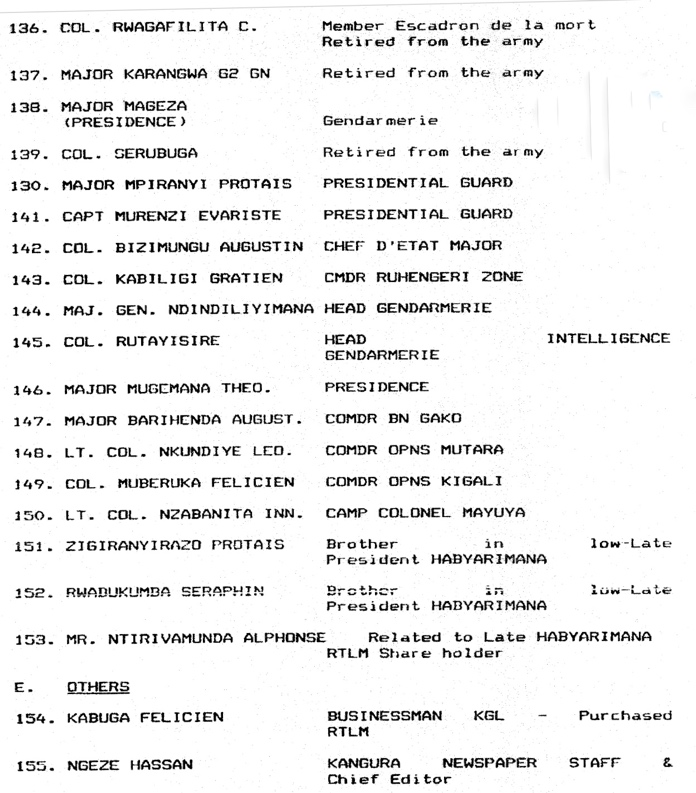 136. COL. RWAGAFILITA C. Member Escadron de la mort
Retired from the army
137. MAJOR KARANGWA G2 GN Retired from the army
138. MAJOR MAGEZA
(PRESIDENCE) Gendarmerie
139. COL. SERUBUGA Retired from the army
130. MAJOR MPIRANYI PROTAIS PRESIDENTIAL GUARD
141. CAPT MURENZI EVARISTE PRESIDENTIAL GUARD
142. COL. BIZIMUNGU AUGUSTIN CHEF D'ETAT MAJOR
143. COL. KABILIGI GRATIEN CMDR RUHENGERI ZONE
144. MAJ. GEN. NDINDILIYIMANA HEAD GENDARMERIE
145. COL. RUTAYISIRE HEAD INTELLIGENCE
GENDARMERIE
146. MAJOR MUGEMANA THEO. PRESIDENCE
147. MAJOR BARIHENDA AUGUST. COMDR BN GAKO
148. LT. COL. NKUNDIYE LEO. COMDR OPNS MUTARA
149. COL. MUBERUKA FELICIEN COMDR OPNS KIGALI
150. LT. COL. NZABANITA INN. CAMP COLONEL MAYUYA
151. ZIGIRANYIRAZO PROTAIS Brother in low-Late
President HABYARIMANA
152. RWABUKUMBA SERAPHIN Brother in low-Late
President HABYARIMANA
153. MR. NTIRIVAMUNDA ALPHONSE Related to Late HABYARIMANA
RTLM Share holder
E. OTHERS
154. KABUGA FELICIEN BUSINESSMAN KGL - Purchased
RTLM
155. NGEZE HASSAN KANGURA NEWSPAPER STAFF &
Chief Editor